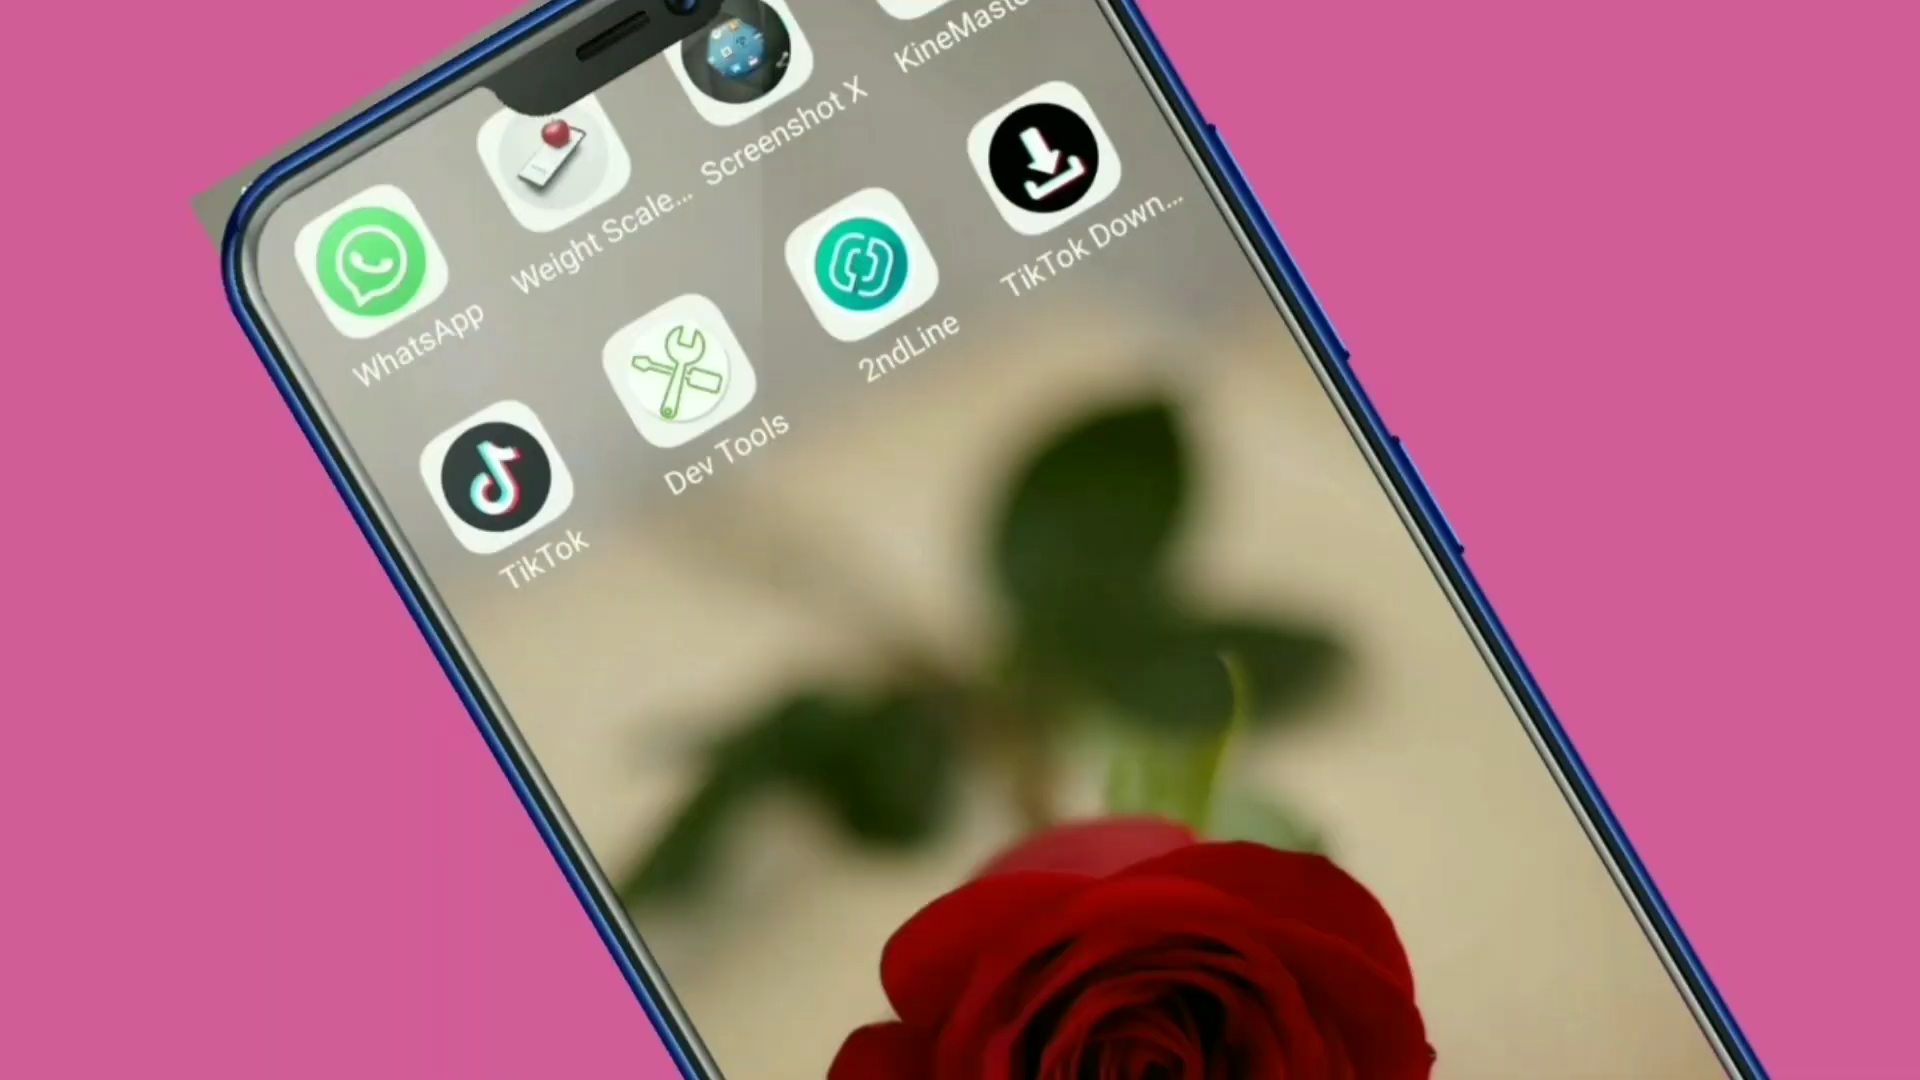 WhatsApp
Weight Scale...
Screenshot X
KineMaste
TikTok
Dev Tools
2ndLine
TikTok Down...